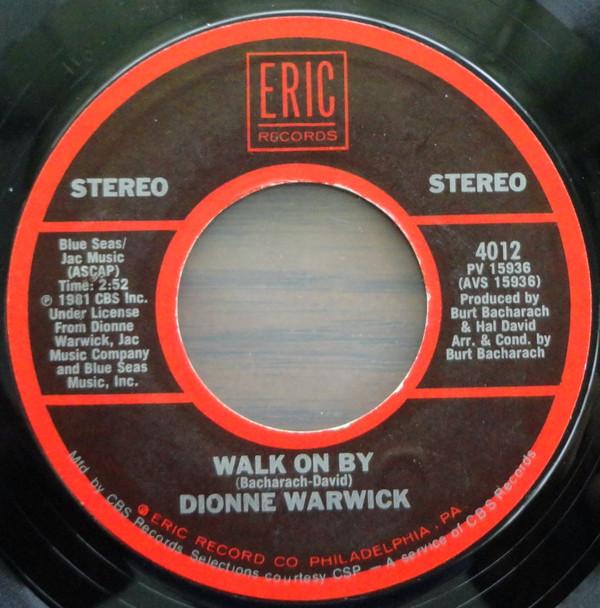 ERIC
RECORDS
STEREO
STEREO
Blue Seas/
Jac Music
(ASCAP)
Time: 2:52
℗ 1981 CBS Inc.
Under License
From Dionne
Warwick, Jac
Music Company
and Blue Seas
Music, Inc.
4012
PV 15936
(AVS 15936)
Produced by
Burt Bacharach
& Hal David
Arr. & Cond. by
Burt Bacharach
WALK ON BY
(Bacharach-David)
DIONNE WARWICK
® ERIC RECORD CO PHILADELPHIA, PA
Mfd. by CBS Records Selections courtesy CSP — A service of CBS Records